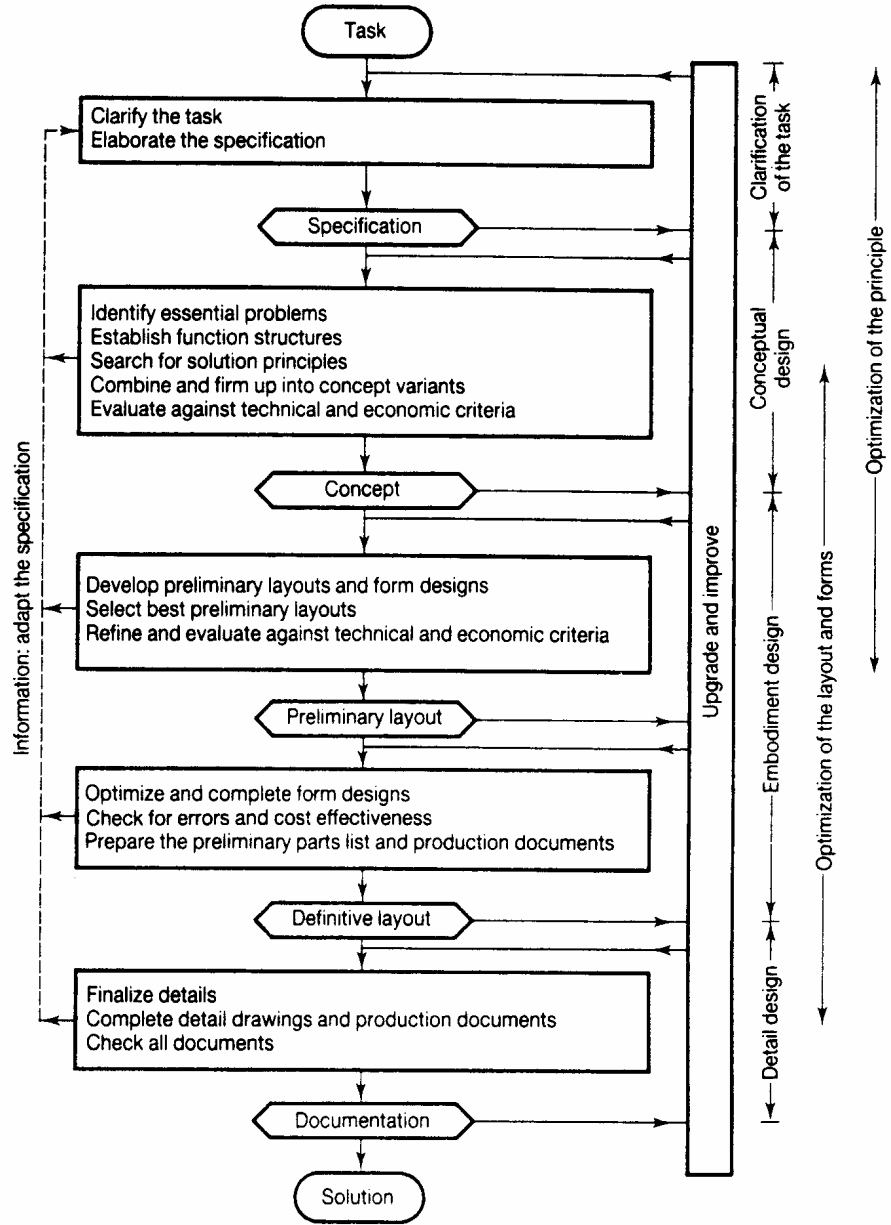 Task
Clarify the task
Elaborate the specification
Specification
Identify essential problems
Establish function structures
Search for solution principles
Combine and firm up into concept variants
Evaluate against technical and economic criteria
Concept
Develop preliminary layouts and form designs
Select best preliminary layouts
Refine and evaluate against technical and economic criteria
Preliminary layout
Optimize and complete form designs
Check for errors and cost effectiveness
Prepare the preliminary parts list and production documents
Definitive layout
Finalize details
Complete detail drawings and production documents
Check all documents
Documentation
Solution
Information: adapt the specification
Upgrade and improve
Clarification
of the task
Conceptual
design
Embodiment design
Detail design
Optimization of the layout and forms
Optimization of the principle